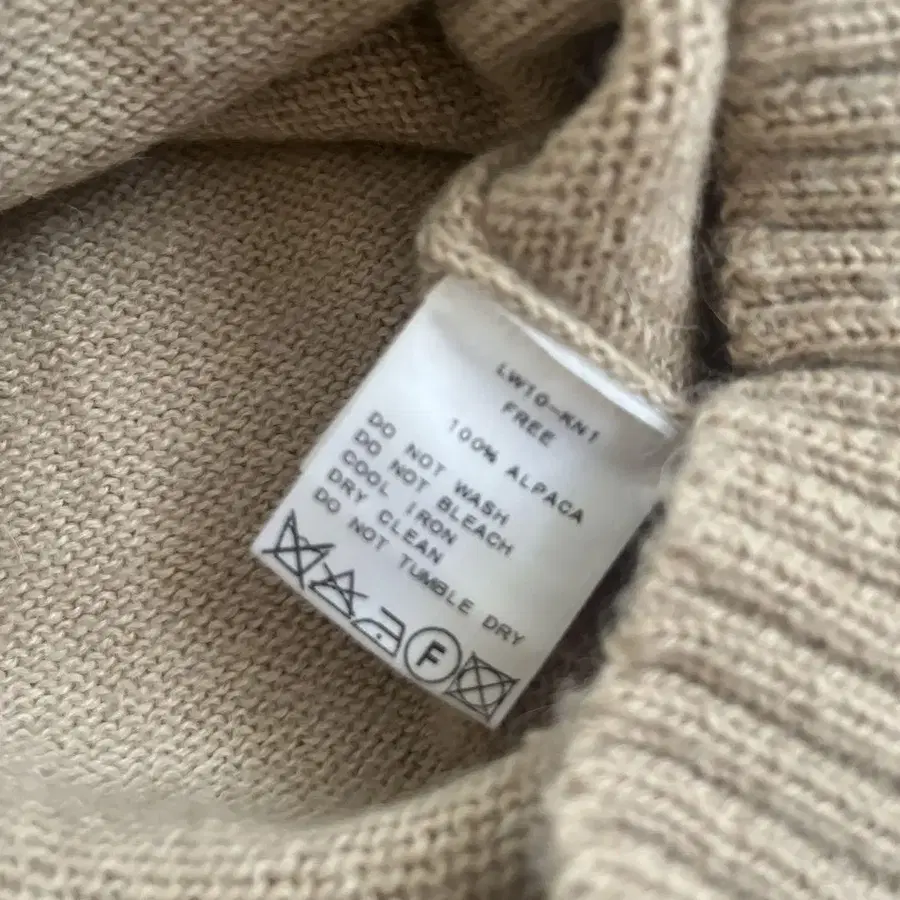 LW10-KN1
FREE
100% ALPACA
DO NOT WASH
DO NOT BLEACH
COOL IRON
DRY CLEAN
DO NOT TUMBLE DRY
F